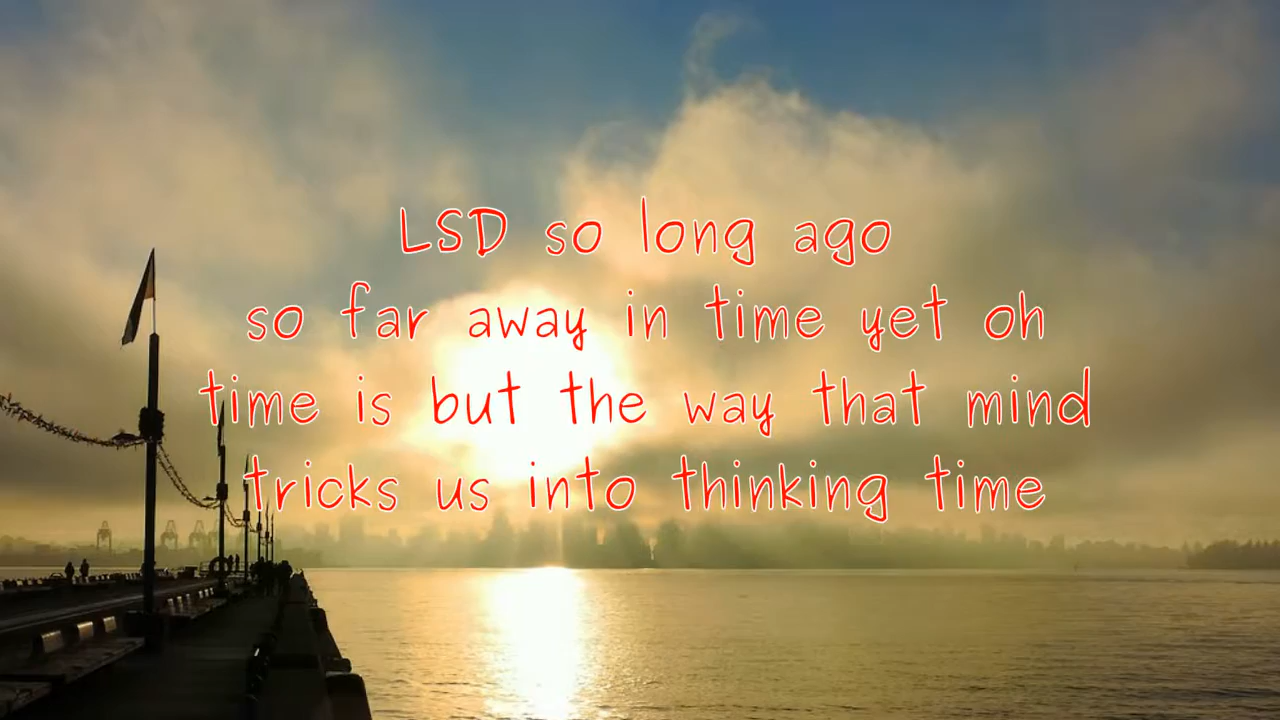 LSD so long ago
so far away in time yet oh
time is but the way that mind
tricks us into thinking time